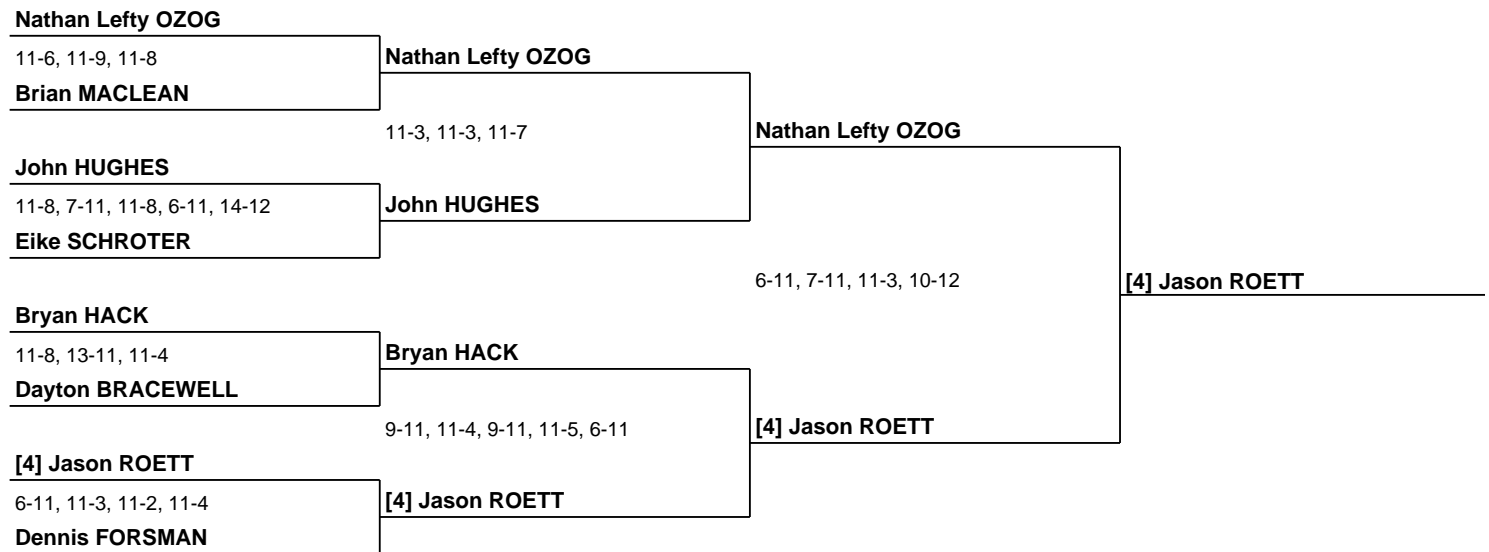 Nathan Lefty OZOG
11-6, 11-9, 11-8
Brian MACLEAN
Nathan Lefty OZOG
11-3, 11-3, 11-7
Nathan Lefty OZOG
John HUGHES
11-8, 7-11, 11-8, 6-11, 14-12
Eike SCHROTER
John HUGHES
6-11, 7-11, 11-3, 10-12
[4] Jason ROETT
Bryan HACK
11-8, 13-11, 11-4
Dayton BRACEWELL
Bryan HACK
9-11, 11-4, 9-11, 11-5, 6-11
[4] Jason ROETT
[4] Jason ROETT
6-11, 11-3, 11-2, 11-4
Dennis FORSMAN
[4] Jason ROETT